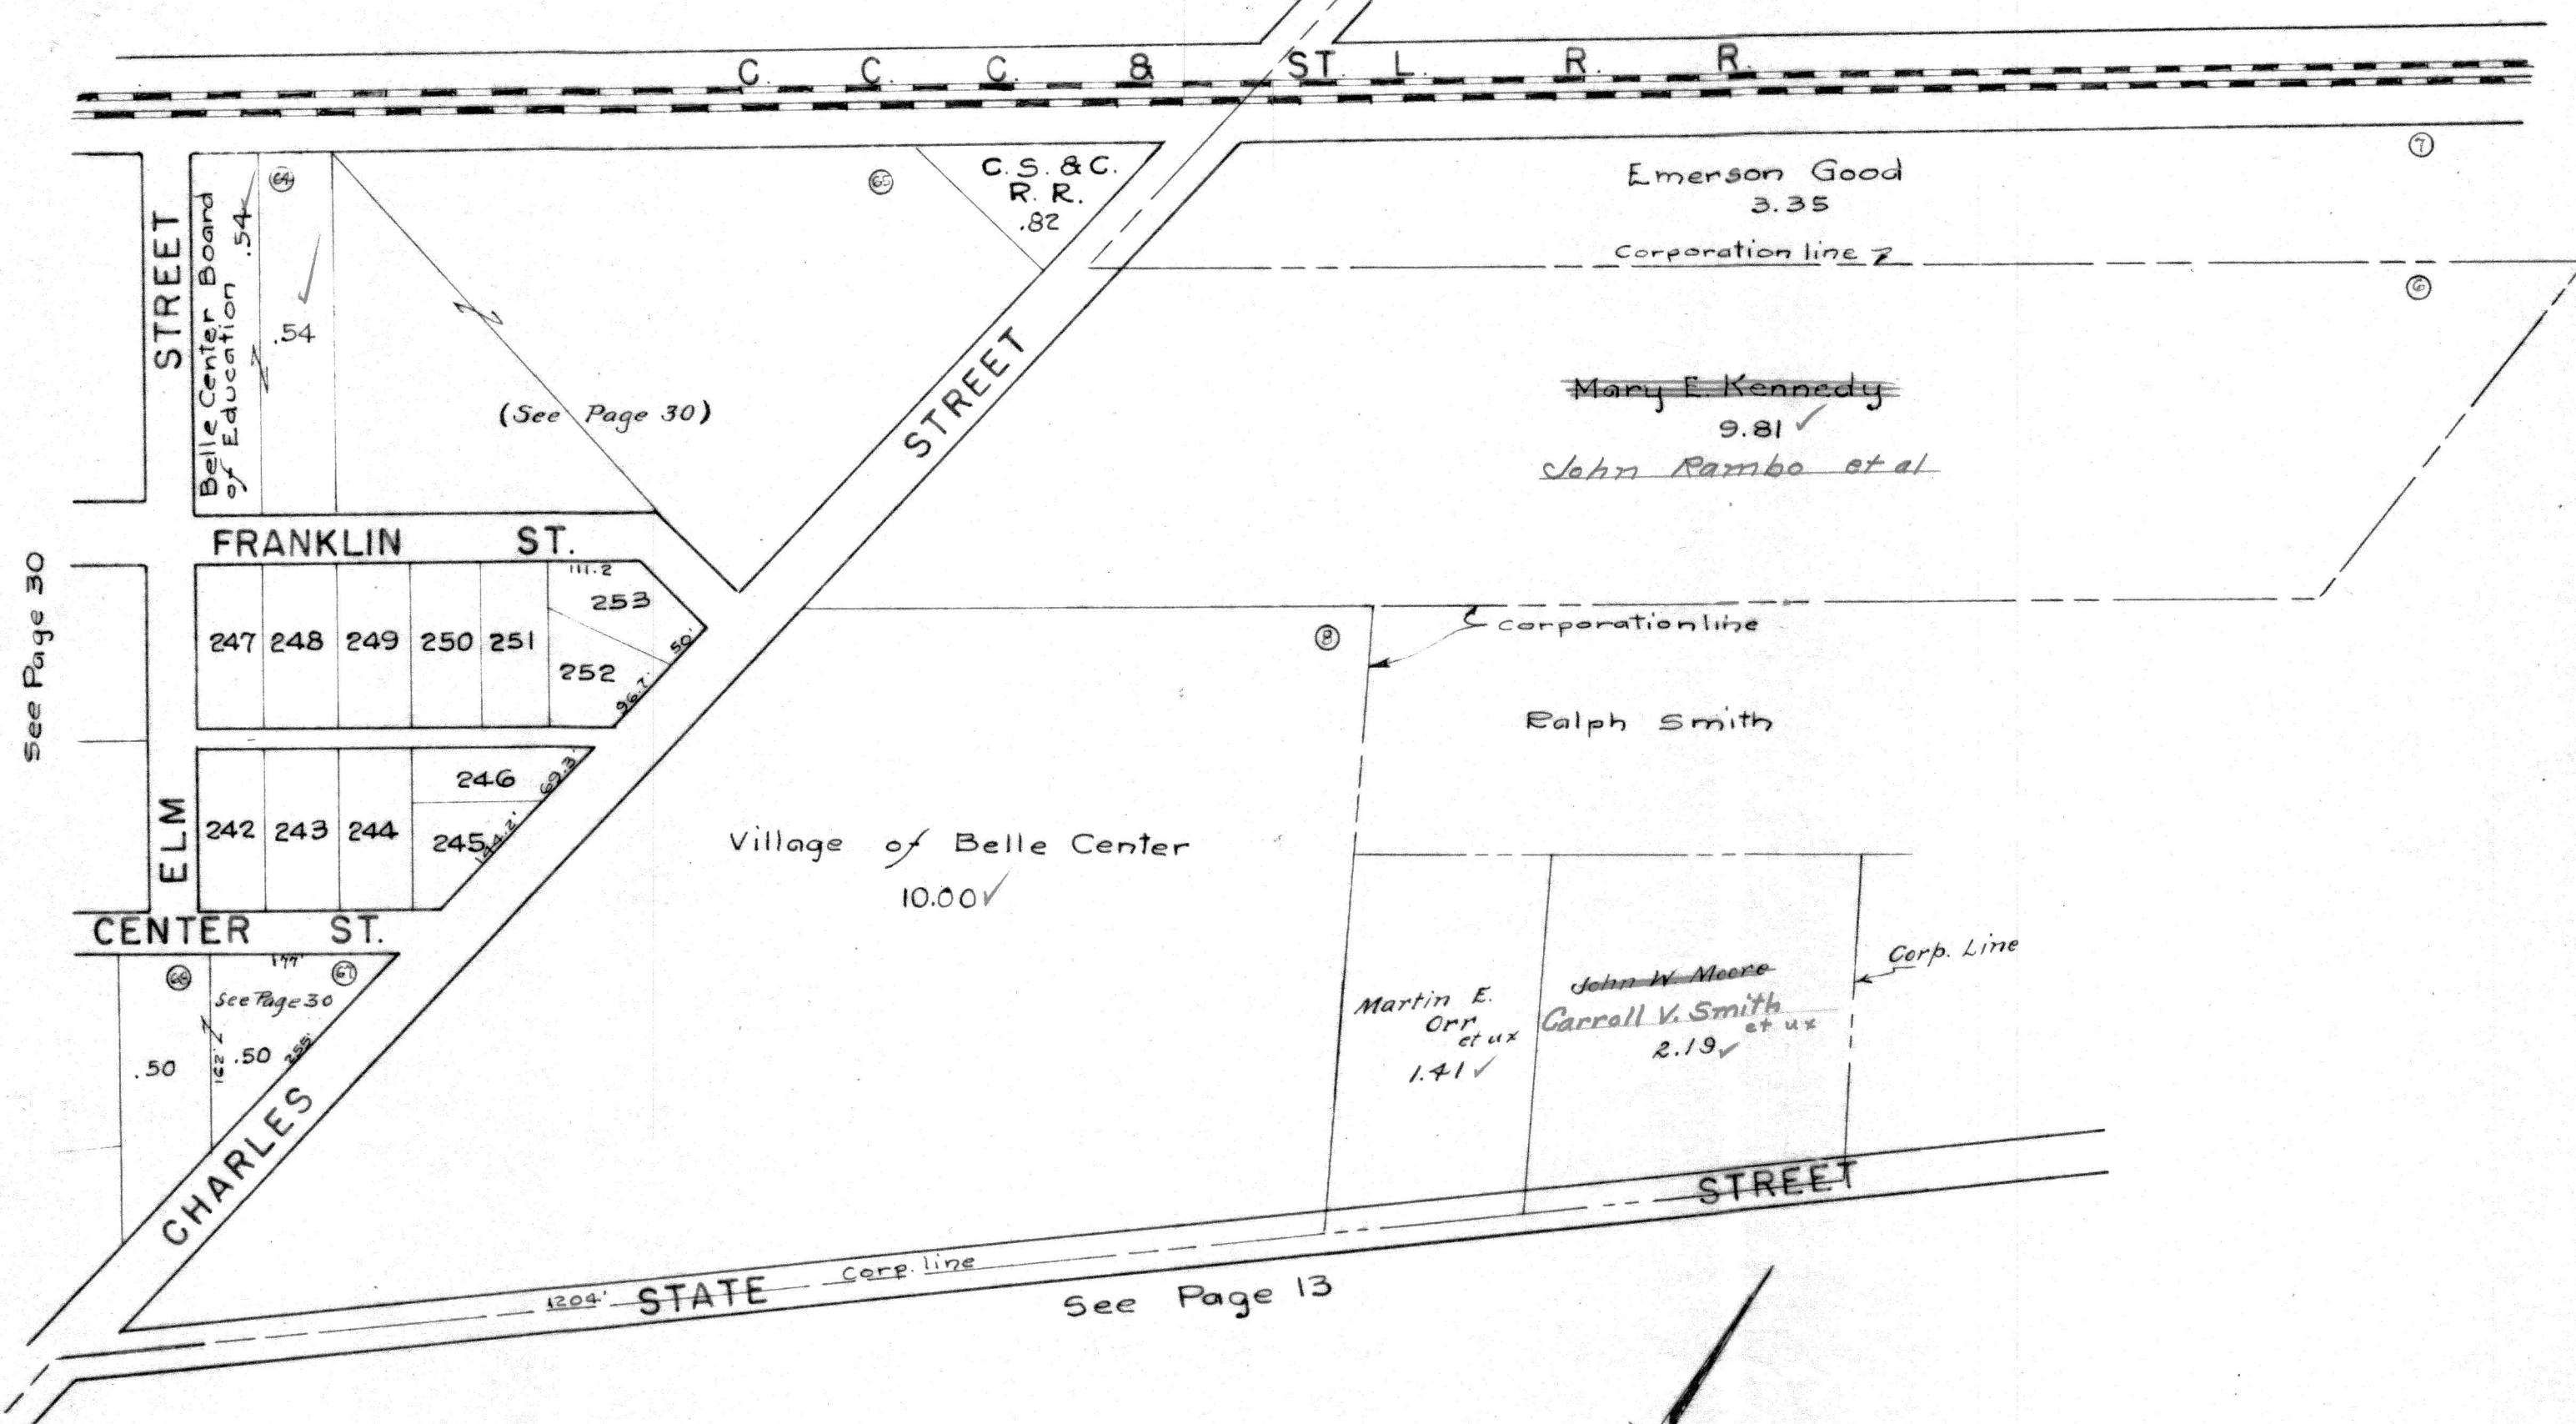 C. C. C. & ST. L. R. R.
C. S. & C.
R. R.
.82
65
64
7
Emerson Good
3.35
Corporation line
6
STREET
Belle Center Board
of Education .54
.54
(See Page 30)
STREET
Mary E. Kennedy
9.81 ✓
John Rambo et al
FRANKLIN ST.
See Page 30
111.2
253
50'
247 248 249 250 251
252
96.2'
corporation line
8
Ralph Smith
246
69.3'
242 243 244 245
144.2'
ELM
Village of Belle Center
10.00 ✓
CENTER ST.
177'
68
67
See Page 30
.50
162'
.50
255'
Corp. Line
Martin E.
Orr
et ux
1.41 ✓
John W. Moore
Carroll V. Smith
et ux
2.19 ✓
CHARLES
STREET
Corp. line
1204' STATE
See Page 13